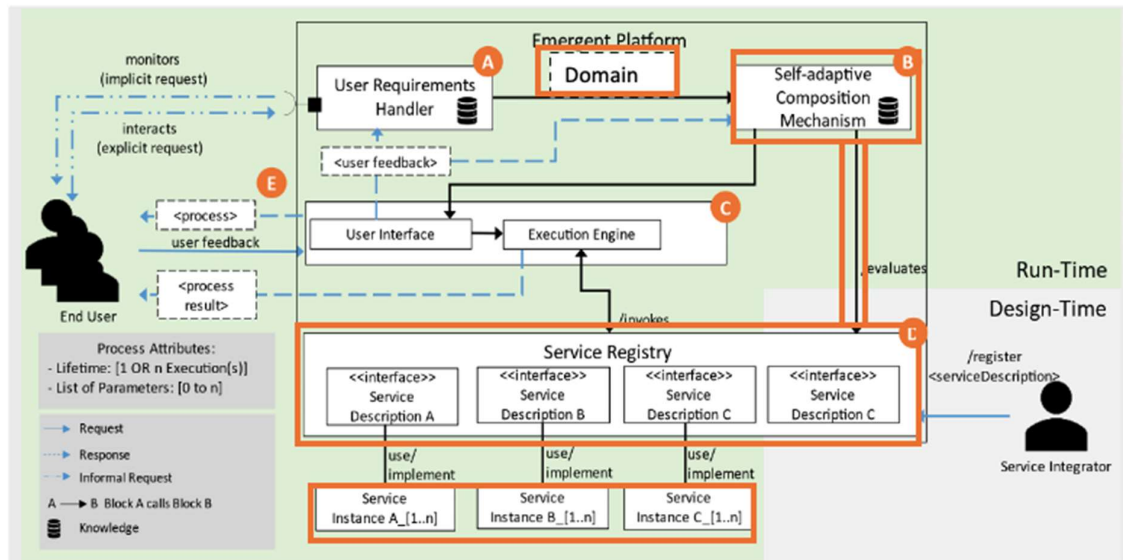 Emergent Platform
monitors
(implicit request)
interacts
(explicit request)
A
User Requirements
Handler
Domain
B
Self-adaptive
Composition
Mechanism
<user feedback>
E
<process>
user feedback
<process
result>
End User
C
User Interface
Execution Engine
/evaluates
/invokes
Run-Time
Design-Time
D
Service Registry
<<interface>>
Service
Description A
<<interface>>
Service
Description B
<<interface>>
Service
Description C
<<interface>>
Service
Description C
/register
<serviceDescription>
Service Integrator
use/
implement
use/
implement
use/
implement
Service
Instance A_[1..n]
Service
Instance B_[1..n]
Service
Instance C_[1..n]
Process Attributes:
- Lifetime: [1 OR n Execution(s)]
- List of Parameters: [0 to n]
Request
Response
Informal Request
A B Block A calls Block B
Knowledge